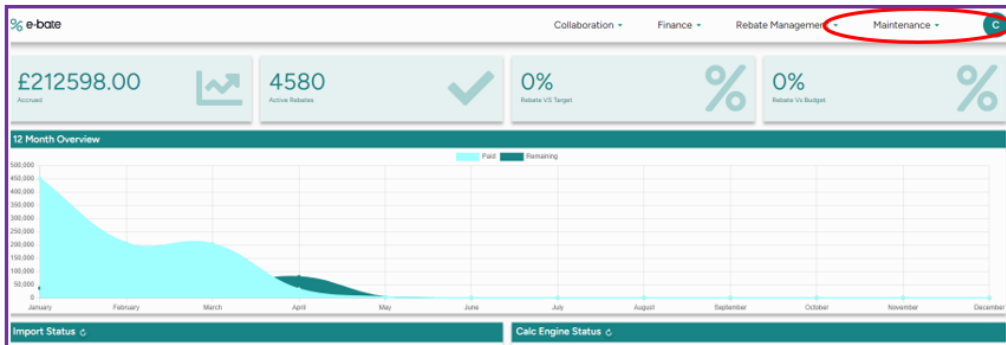 % e-bate
Collaboration
Finance
Rebate Management
Maintenance
C
£212598.00
Accrued
4580
Active Rebates
0%
Rebate VS Target
%
0%
Rebate Vs Budget
%
12 Month Overview
Paid Remaining
500,000
450,000
400,000
350,000
300,000
250,000
200,000
150,000
100,000
50,000
0
January February March April May June July August September October November December
Import Status
Calc Engine Status